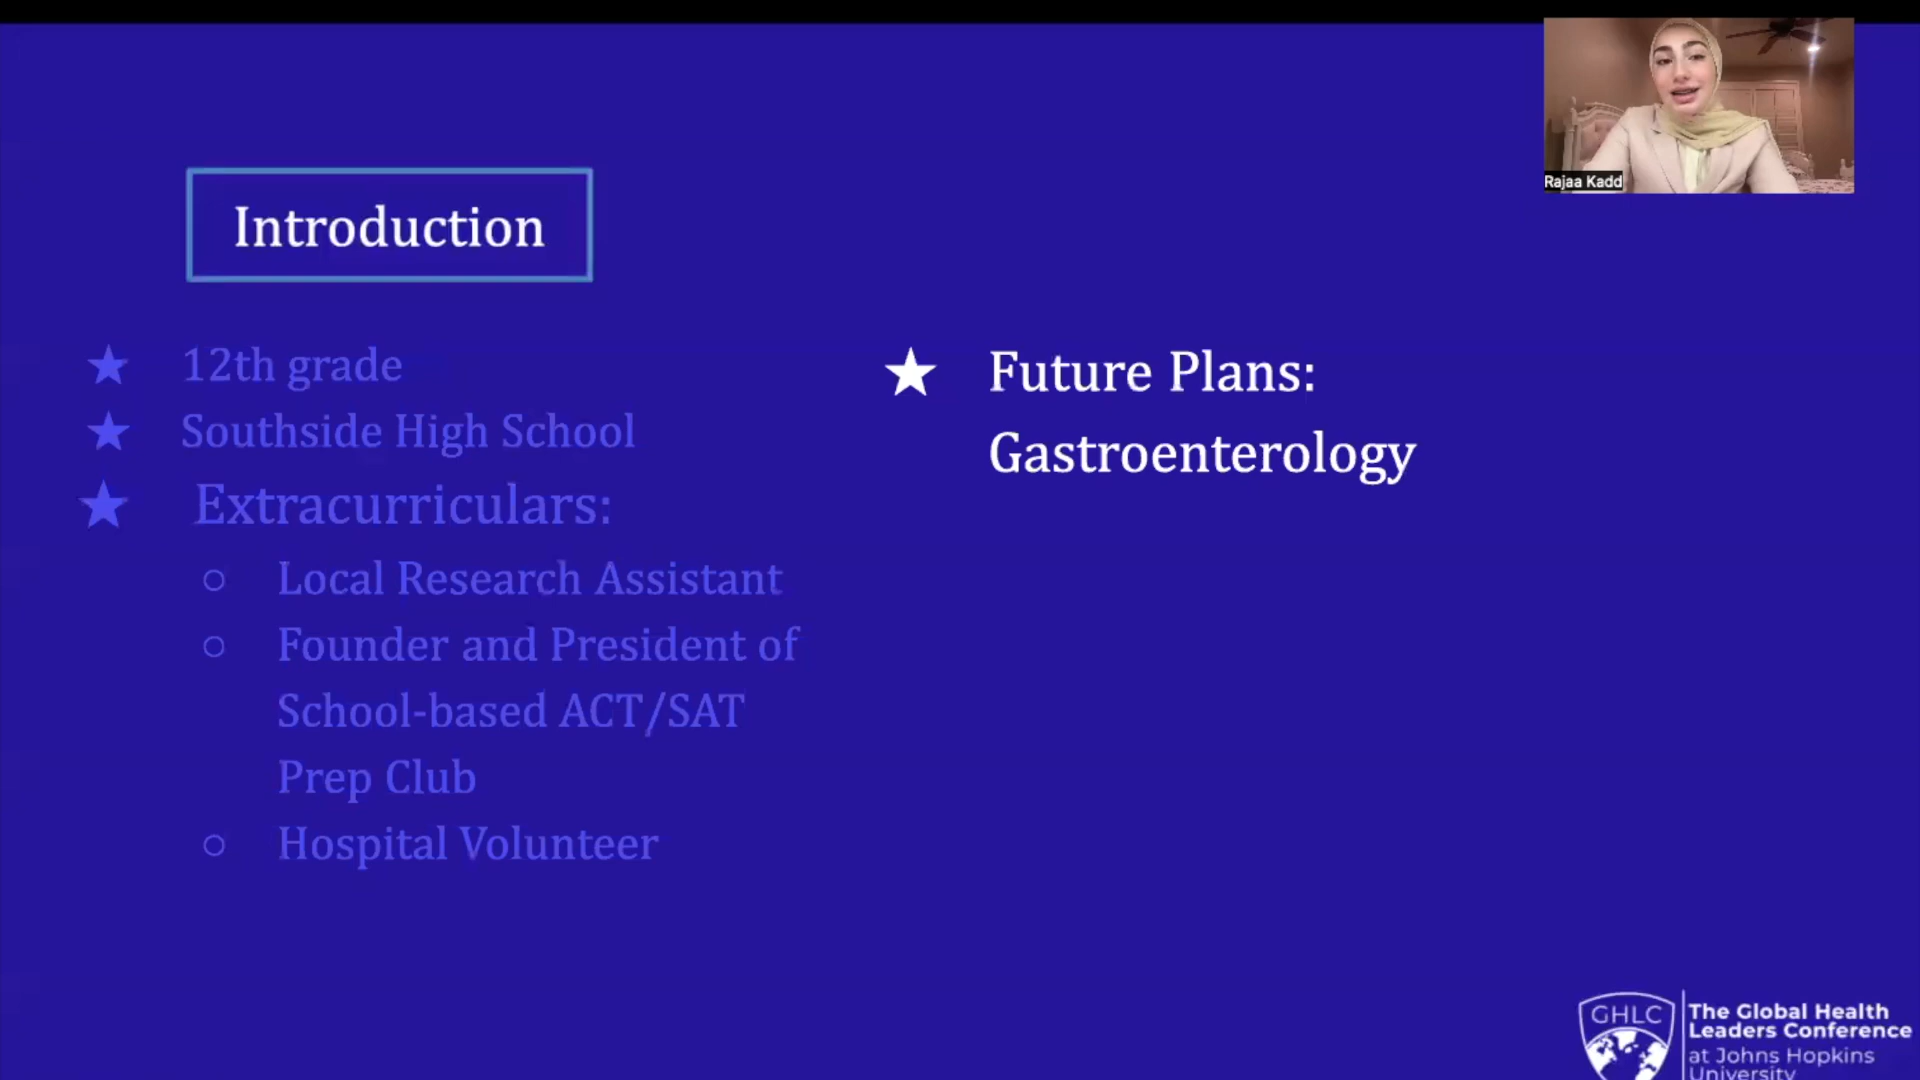 Introduction
12th grade
Southside High School
Extracurriculars:
Local Research Assistant
Founder and President of
School-based ACT/SAT
Prep Club
Hospital Volunteer
Future Plans:
Gastroenterology
Rajaa Kadd
GHLC
The Global Health
Leaders Conference
at Johns Hopkins
University